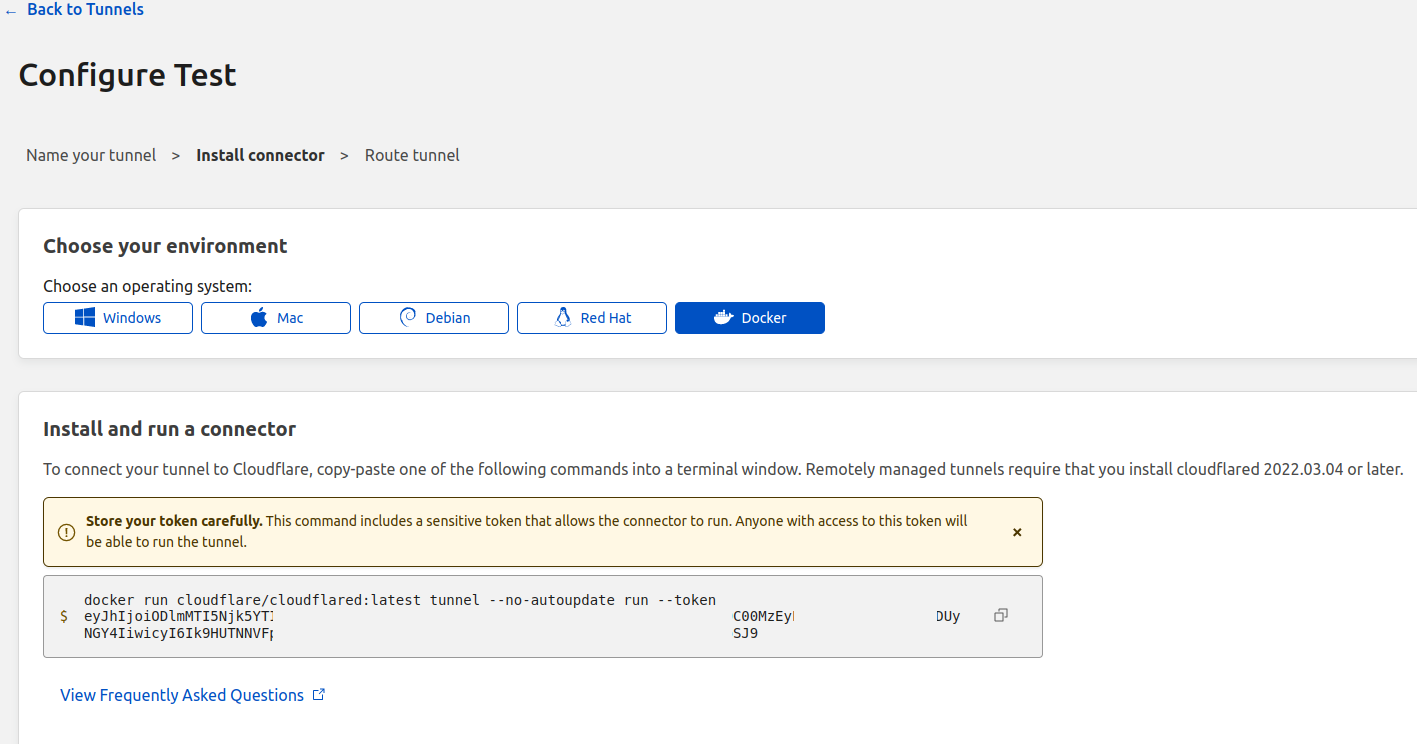 ← Back to Tunnels
Configure Test
Name your tunnel > Install connector > Route tunnel
Choose your environment
Choose an operating system:
Windows Mac Debian Red Hat Docker
Install and run a connector
To connect your tunnel to Cloudflare, copy-paste one of the following commands into a terminal window. Remotely managed tunnels require that you install cloudflared 2022.03.04 or later.
Store your token carefully. This command includes a sensitive token that allows the connector to run. Anyone with access to this token will
be able to run the tunnel.
docker run cloudflare/cloudflared:latest tunnel --no-autoupdate run --token
$ eyJhIjoiODlmMTI5Njk5YTI C00MzEy DUy
NGY4IiwicyI6Ik9HUTNNVF SJ9
View Frequently Asked Questions